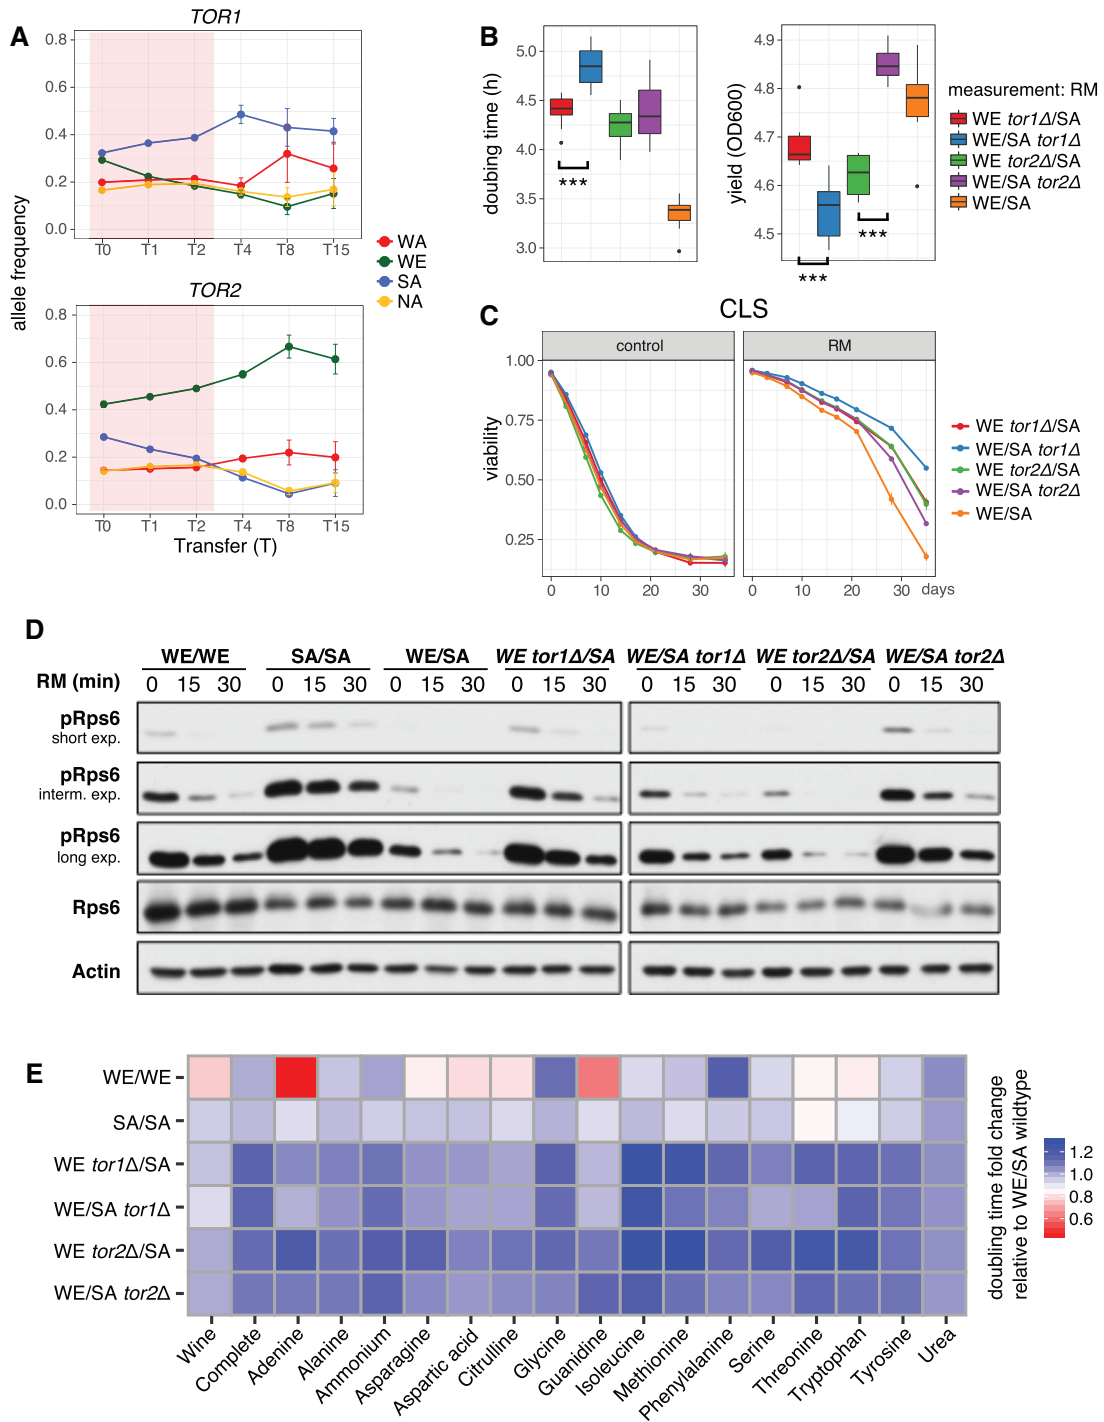 A
TOR1
0.8
0.6
0.4
0.2
0.0
T0 T1 T2 T4 T8 T15
TOR2
0.8
0.6
0.4
0.2
0.0
T0 T1 T2 T4 T8 T15
Transfer (T)
allele frequency
WA
WE
SA
NA
B
doubing time (h)
5.0
4.5
4.0
3.5
3.0
***
yield (OD600)
4.9
4.8
4.7
4.6
4.5
***
***
measurement: RM
WE tor1Δ/SA
WE/SA tor1Δ
WE tor2Δ/SA
WE/SA tor2Δ
WE/SA
C
CLS
control RM
viability
1.00
0.75
0.50
0.25
0 10 20 30
0 10 20 30 days
WE tor1Δ/SA
WE/SA tor1Δ
WE tor2Δ/SA
WE/SA tor2Δ
WE/SA
D
WE/WE SA/SA WE/SA WE tor1Δ/SA WE/SA tor1Δ WE tor2Δ/SA WE/SA tor2Δ
RM (min) 0 15 30 0 15 30 0 15 30 0 15 30 0 15 30 0 15 30 0 15 30
pRps6
short exp.
pRps6
interm. exp.
pRps6
long exp.
Rps6
Actin
E
WE/WE
SA/SA
WE tor1Δ/SA
WE/SA tor1Δ
WE tor2Δ/SA
WE/SA tor2Δ
Wine
Complete
Adenine
Alanine
Ammonium
Asparagine
Aspartic acid
Citrulline
Glycine
Guanidine
Isoleucine
Methionine
Phenylalanine
Serine
Threonine
Tryptophan
Tyrosine
Urea
doubling time fold change
relative to WE/SA wildtype
1.2
1.0
0.8
0.6